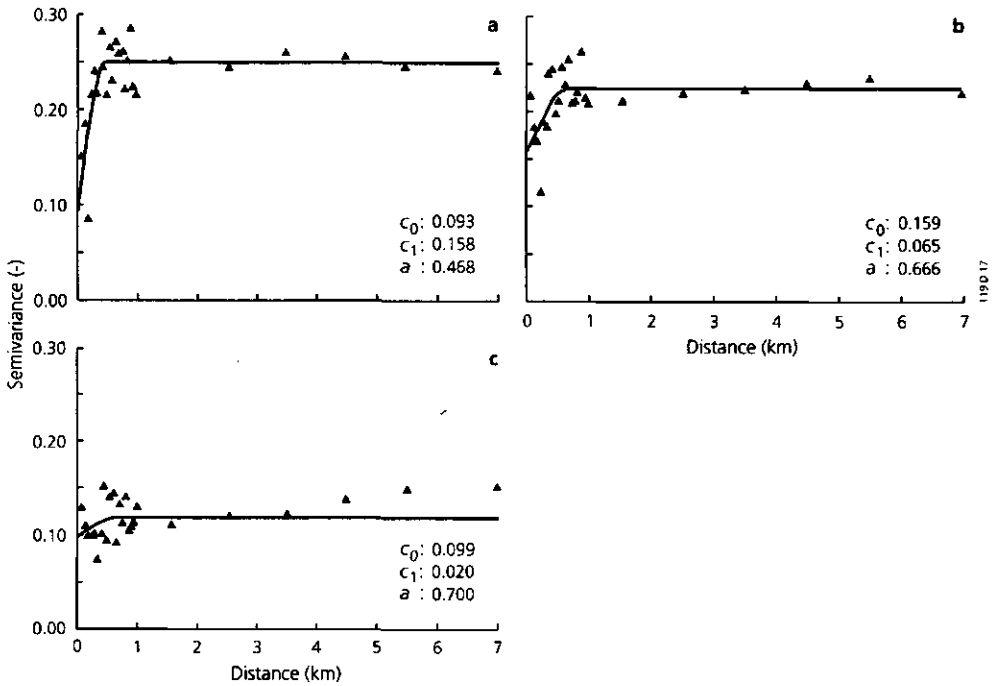 Semivariance (-)
0.30
0.20
0.10
0.00
a
c₀: 0.093
c₁: 0.158
a : 0.468
b
c₀: 0.159
c₁: 0.065
a : 0.666
0 1 2 3 4 5 6 7
Distance (km)
119D17
0.30
0.20
0.10
0.00
c
c₀: 0.099
c₁: 0.020
a : 0.700
0 1 2 3 4 5 6 7
Distance (km)